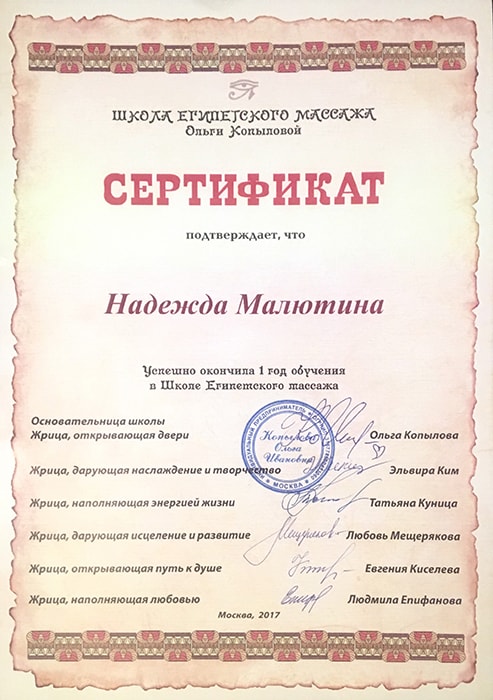 ШКОЛА ЕГИПЕТСКОГО МАССАЖА
Ольги Копыловой
СЕРТИФИКАТ
подтверждает, что
Надежда Малютина
Успешно окончила 1 год обучения
в Школе Египетского массажа
Основательница школы
Жрица, открывающая двери Ольга Копылова
Жрица, дарующая наслаждение и творчество Эльвира Ким
Жрица, наполняющая энергией жизни Татьяна Куница
Жрица, дарующая исцеление и развитие Любовь Мещерякова
Жрица, открывающая путь к душе Евгения Киселева
Жрица, наполняющая любовью Людмила Епифанова
Москва, 2017
ИНДИВИДУАЛЬНЫЙ ПРЕДПРИНИМАТЕЛЬ
Копылова
Ольга
Ивановна
МОСКВА